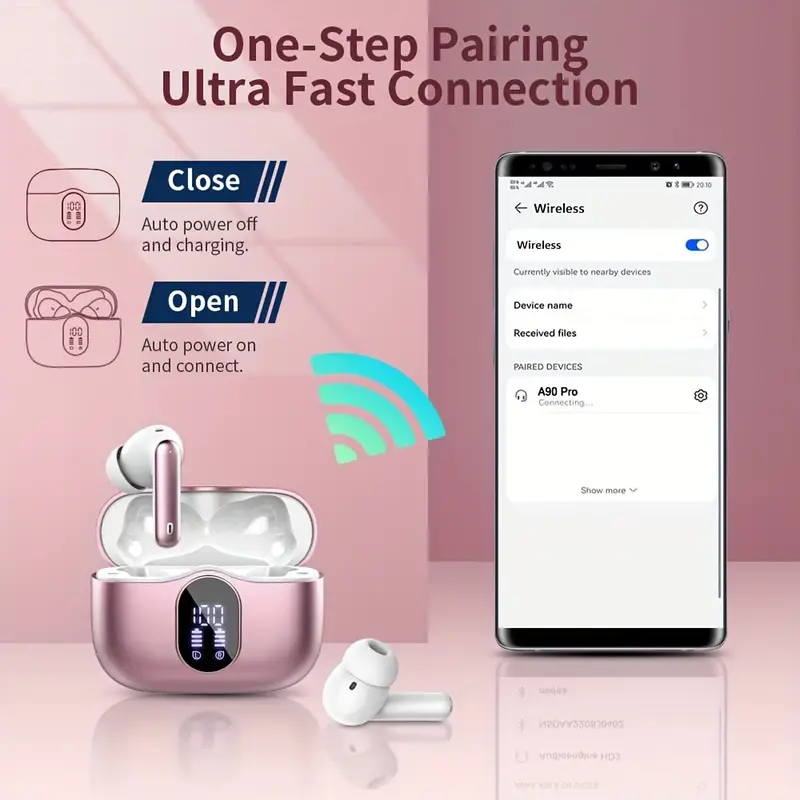 One-Step Pairing
Ultra Fast Connection
Close
Auto power off
and charging.
100
Open
Auto power on
and connect.
100
20:10
Wireless
Wireless
Currently visible to nearby devices
Device name
Received files
PAIRED DEVICES
A90 Pro
Connecting...
Show more
100